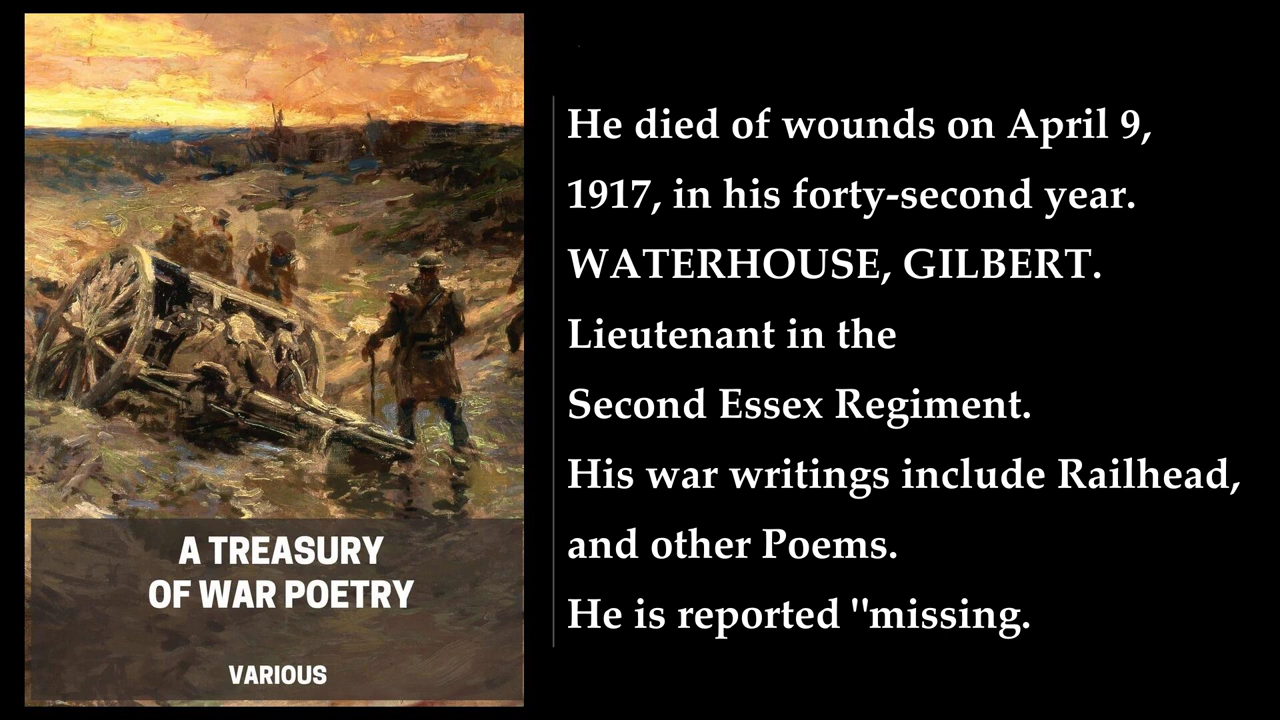 A TREASURY
OF WAR POETRY
VARIOUS
He died of wounds on April 9,
1917, in his forty-second year.
WATERHOUSE, GILBERT.
Lieutenant in the
Second Essex Regiment.
His war writings include Railhead,
and other Poems.
He is reported "missing.